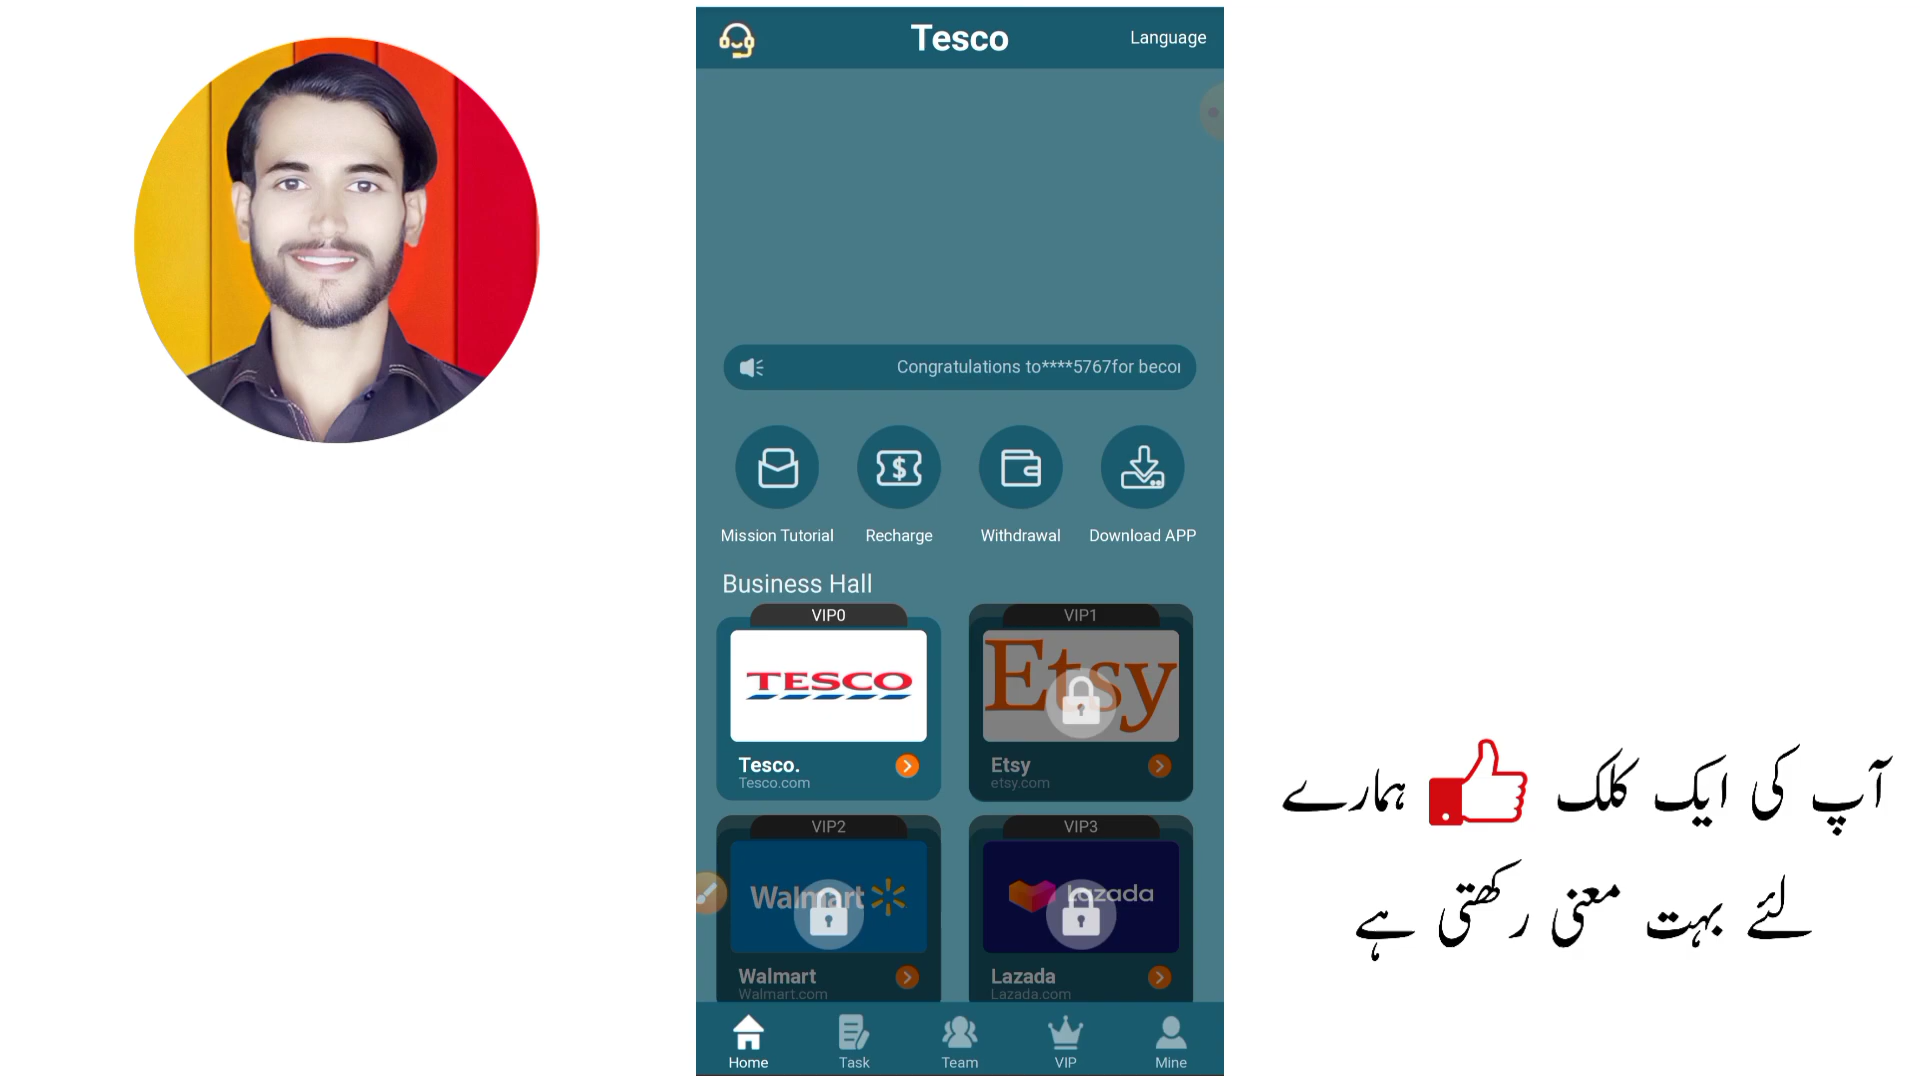 Tesco
Language
Congratulations to****5767for becor
Mission Tutorial
Recharge
Withdrawal
Download APP
Business Hall
VIP0
VIP1
TESCO
Etsy
Tesco.
Tesco.com
Etsy
etsy.com
VIP2
VIP3
Walmart
Lazada
Walmart
Walmart.com
Lazada
Lazada.com
Home
Task
Team
VIP
Mine
آپ کی ایک کلک ہمارے
لئے بہت معنی رکھتی ہے